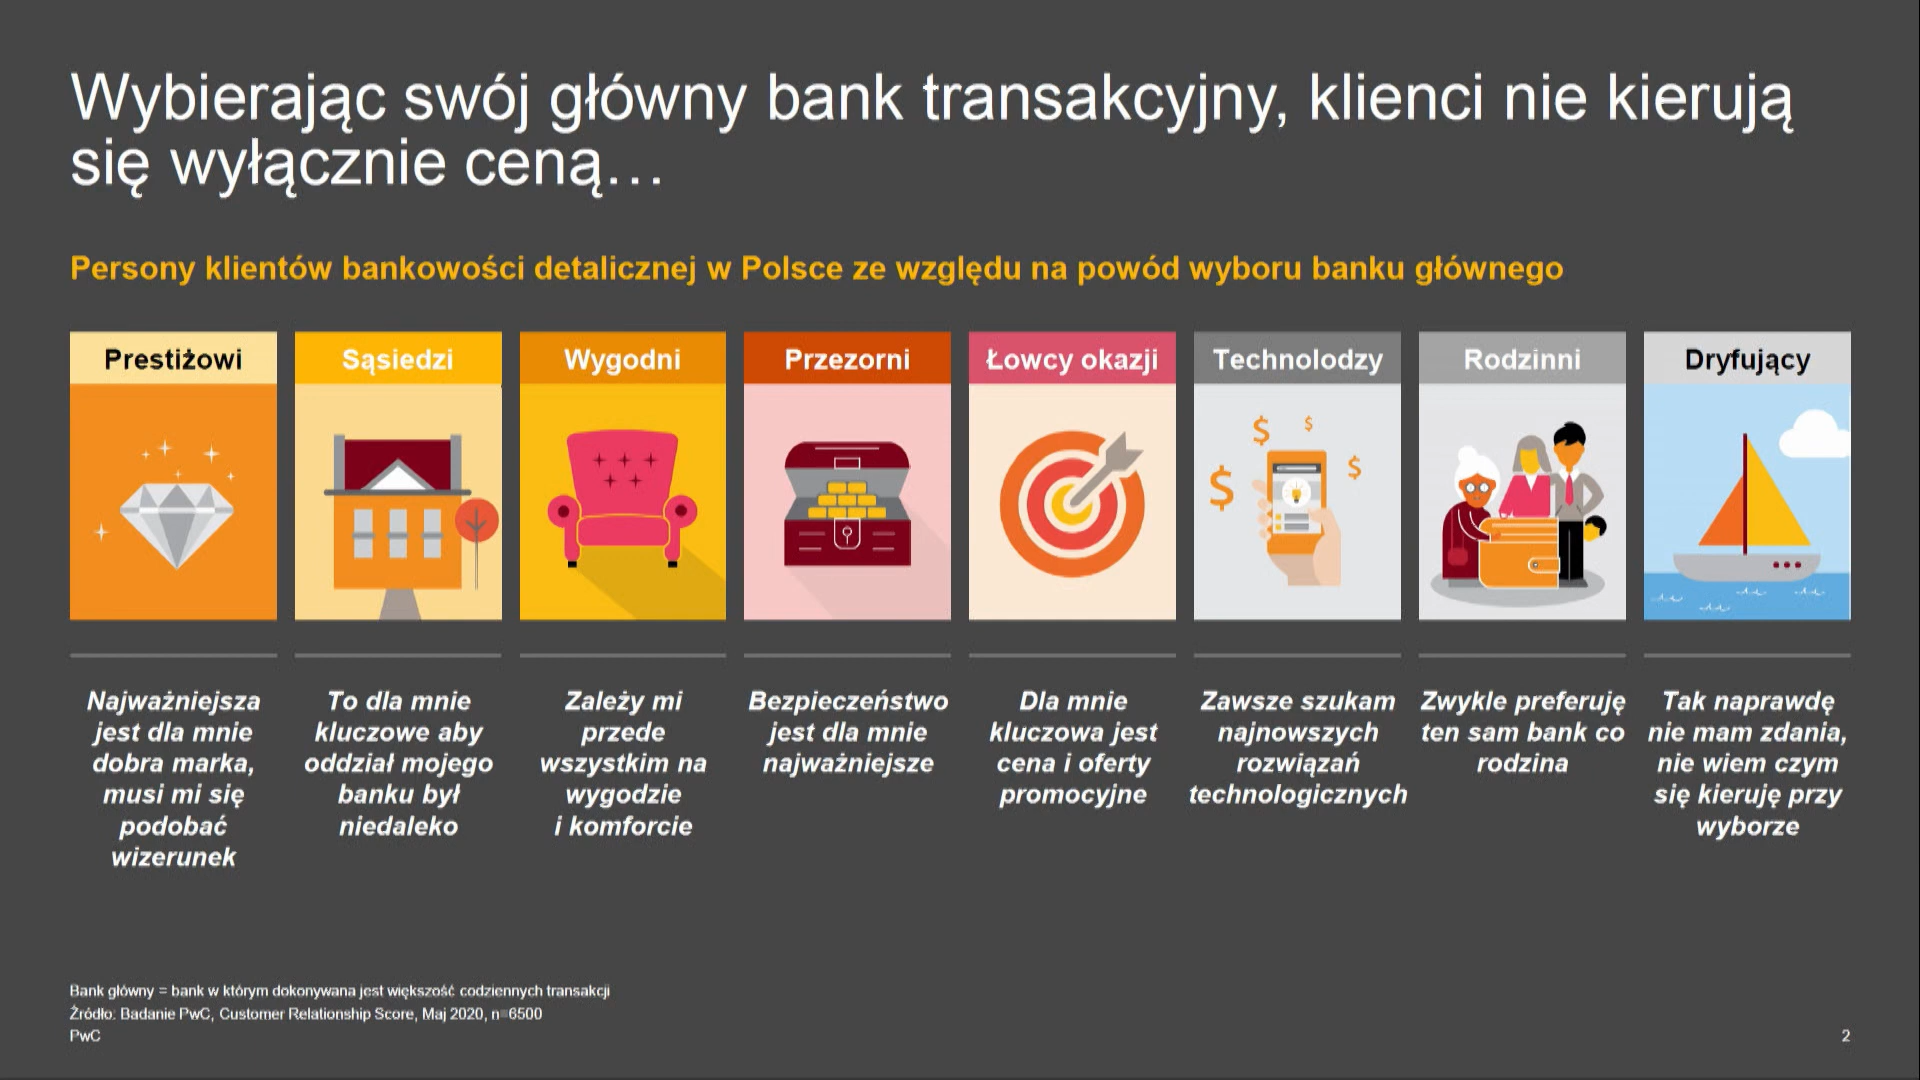 Wybierając swój główny bank transakcyjny, klienci nie kierują
się wyłącznie ceną…
Persony klientów bankowości detalicznej w Polsce ze względu na powód wyboru banku głównego
Prestiżowi
Najważniejsza
jest dla mnie
dobra marka,
musi mi się
podobać
wizerunek
Sąsiedzi
To dla mnie
kluczowe aby
oddział mojego
banku był
niedaleko
Wygodni
Zależy mi
przede
wszystkim na
wygodzie
i komforcie
Przezorni
Bezpieczeństwo
jest dla mnie
najważniejsze
Łowcy okazji
Dla mnie
kluczowa jest
cena i oferty
promocyjne
Technolodzy
$ $
$ $
Zawsze szukam
najnowszych
rozwiązań
technologicznych
Rodzinni
Zwykle preferuję
ten sam bank co
rodzina
Dryfujący
Tak naprawdę
nie mam zdania,
nie wiem czym
się kieruję przy
wyborze
Bank główny = bank w którym dokonywana jest większość codziennych transakcji
Źródło: Badanie PwC, Customer Relationship Score, Maj 2020, n=6500
PwC
2